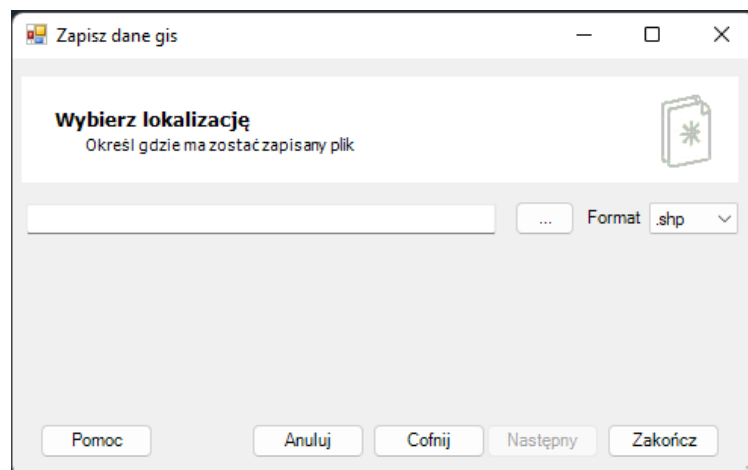 Zapisz dane gis
Wybierz lokalizację
Określ gdzie ma zostać zapisany plik
... Format .shp
Pomoc Anuluj Cofnij Następny Zakończ